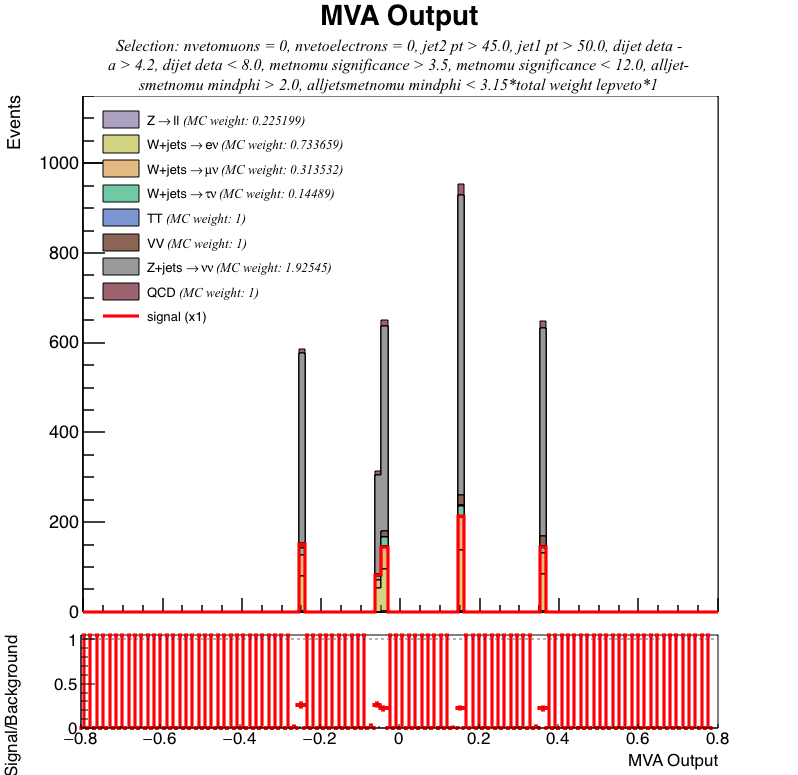 MVA Output
Selection: nvetomuons = 0, nvetoelectrons = 0, jet2 pt > 45.0, jet1 pt > 50.0, dijet deta -
a > 4.2, dijet deta < 8.0, metnomu significance > 3.5, metnomu significance < 12.0, alljet-
smetnomu mindphi > 2.0, alljetsmetnomu mindphi < 3.15*total weight lepveto*1
Events
Z→ll (MC weight: 0.225199)
W+jets→eν (MC weight: 0.733659)
W+jets→μν (MC weight: 0.313532)
W+jets→τν (MC weight: 0.14489)
TT (MC weight: 1)
VV (MC weight: 1)
Z+jets→νν (MC weight: 1.92545)
QCD (MC weight: 1)
signal (x1)
1000
800
600
400
200
0
Signal/Background
1
0.5
0
−0.8 −0.6 −0.4 −0.2 0 0.2 0.4 0.6 0.8
MVA Output